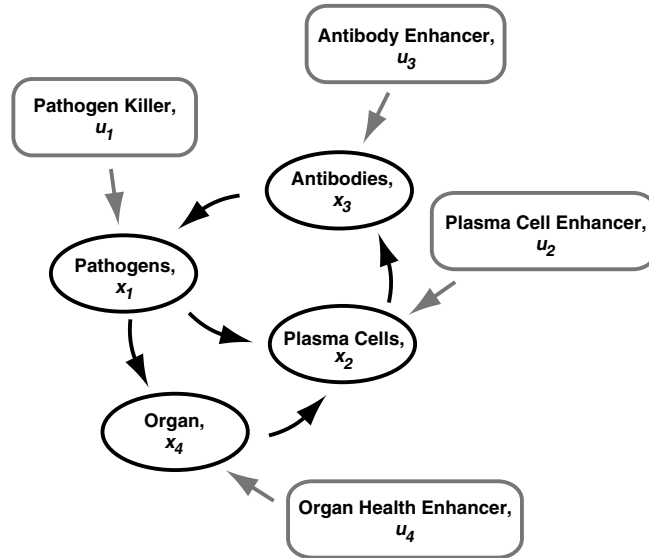 Antibody Enhancer,
u3
Pathogen Killer,
u1
Antibodies,
x3
Plasma Cell Enhancer,
u2
Pathogens,
x1
Plasma Cells,
x2
Organ,
x4
Organ Health Enhancer,
u4